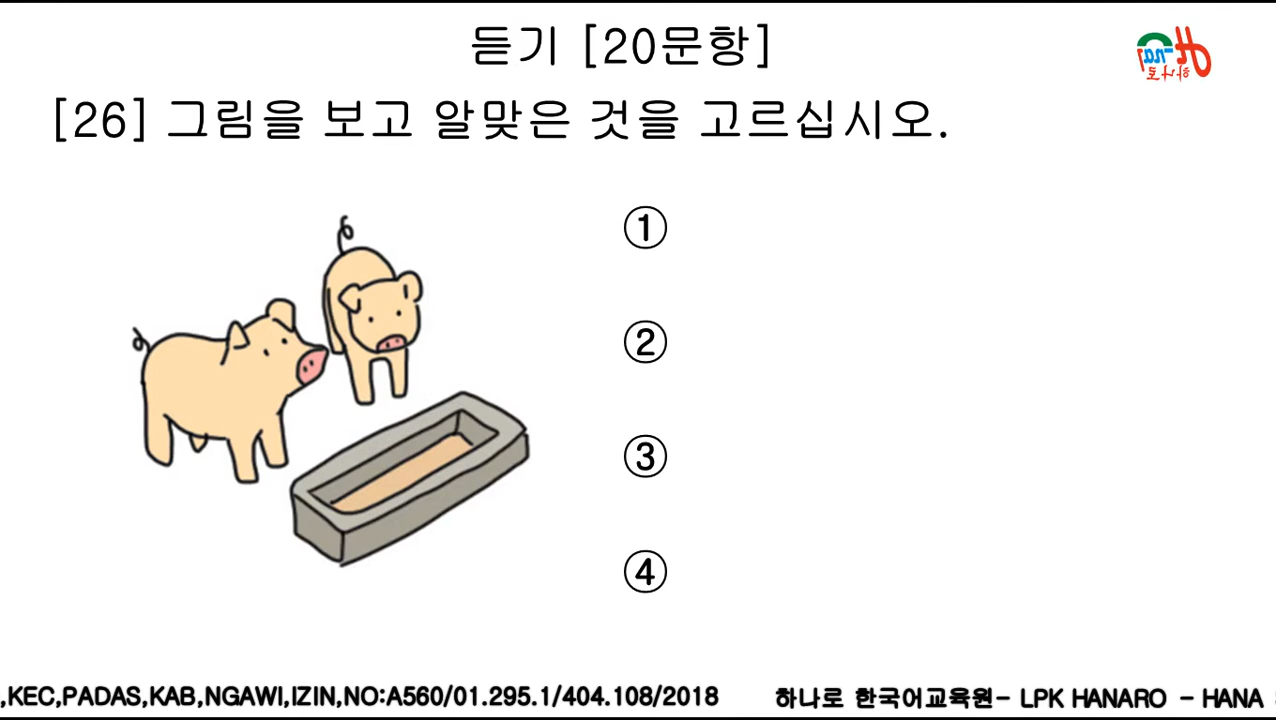 듣기 [20문항]
[26] 그림을 보고 알맞은 것을 고르십시오.
①
②
③
④
,KEC,PADAS,KAB,NGAWI,IZIN,NO:A560/01.295.1/404.108/2018 하나로 한국어교육원- LPK HANARO - HANA